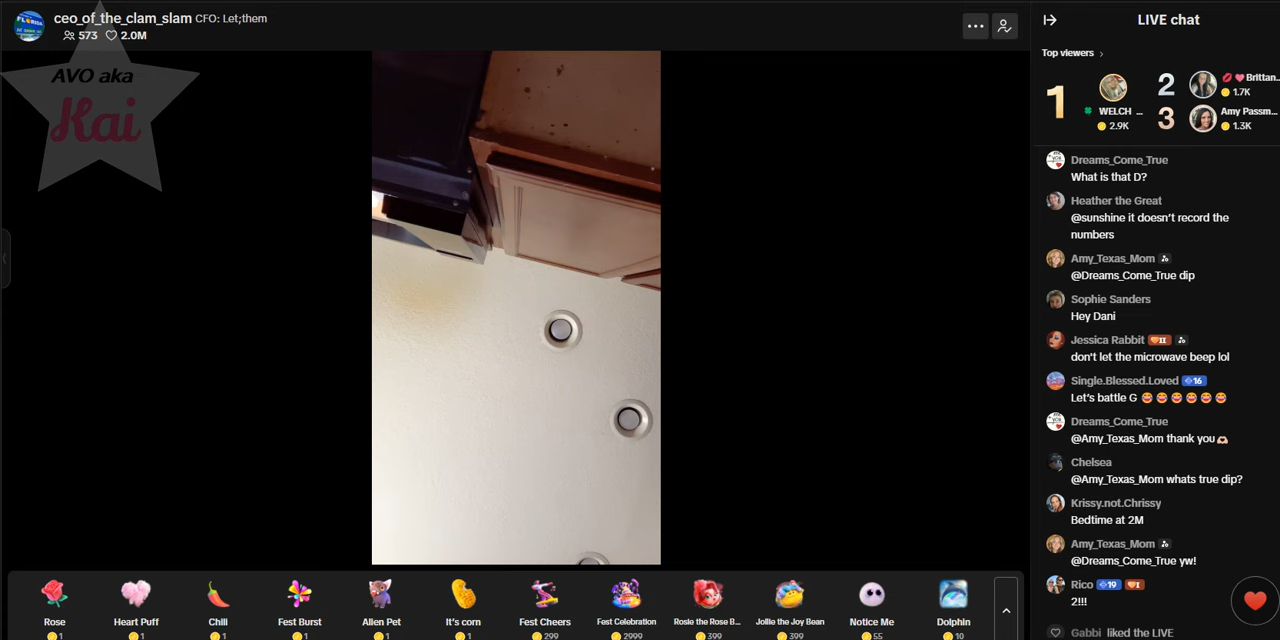 ceo_of_the_clam_slam CFO: Let;them
573 2.0M
AVO aka
Kai
LIVE chat
Top viewers
1
WELCH ...
2.9K
2
Brittan...
1.7K
3
Amy Passm...
1.3K
Dreams_Come_True
What is that D?
Heather the Great
@sunshine it doesn't record the
numbers
Amy_Texas_Mom
@Dreams_Come_True dip
Sophie Sanders
Hey Dani
Jessica Rabbit II
don't let the microwave beep lol
Single.Blessed.Loved 16
Let's battle G
Dreams_Come_True
@Amy_Texas_Mom thank you
Chelsea
@Amy_Texas_Mom whats true dip?
Krissy.not.Chrissy
Bedtime at 2M
Amy_Texas_Mom
@Dreams_Come_True yw!
Rico 19 I
2!!!
Gabbi liked the LIVE
Rose
1
Heart Puff
1
Chili
1
Fest Burst
1
Alien Pet
1
It's corn
1
Fest Cheers
299
Fest Celebration
2999
Rosie the Rose B...
399
Jollie the Joy Bean
399
Notice Me
55
Dolphin
10